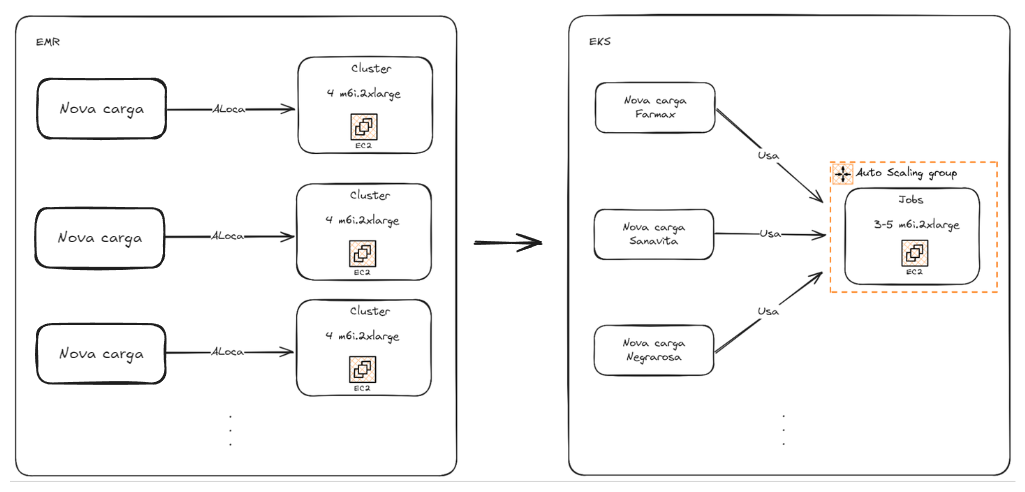 EMR
Nova carga
ALoca
Cluster
4 m6i.2xlarge
EC2
Nova carga
ALoca
Cluster
4 m6i.2xlarge
EC2
Nova carga
ALoca
Cluster
4 m6i.2xlarge
EC2
EKS
Nova carga
Farmax
Usa
Nova carga
Sanavita
Usa
Nova carga
Negrarosa
Usa
Auto Scaling group
Jobs
3-5 m6i.2xlarge
EC2